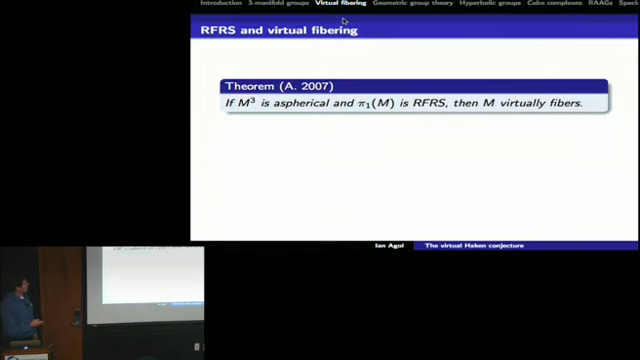 Introduction 3-manifold groups Virtual fibering Geometric group theory Hyperbolic groups Cube complexes RAAGs Speci
RFRS and virtual fibering
Theorem (A. 2007)
If M³ is aspherical and π₁(M) is RFRS, then M virtually fibers.
Ian Agol The virtual Haken conjecture